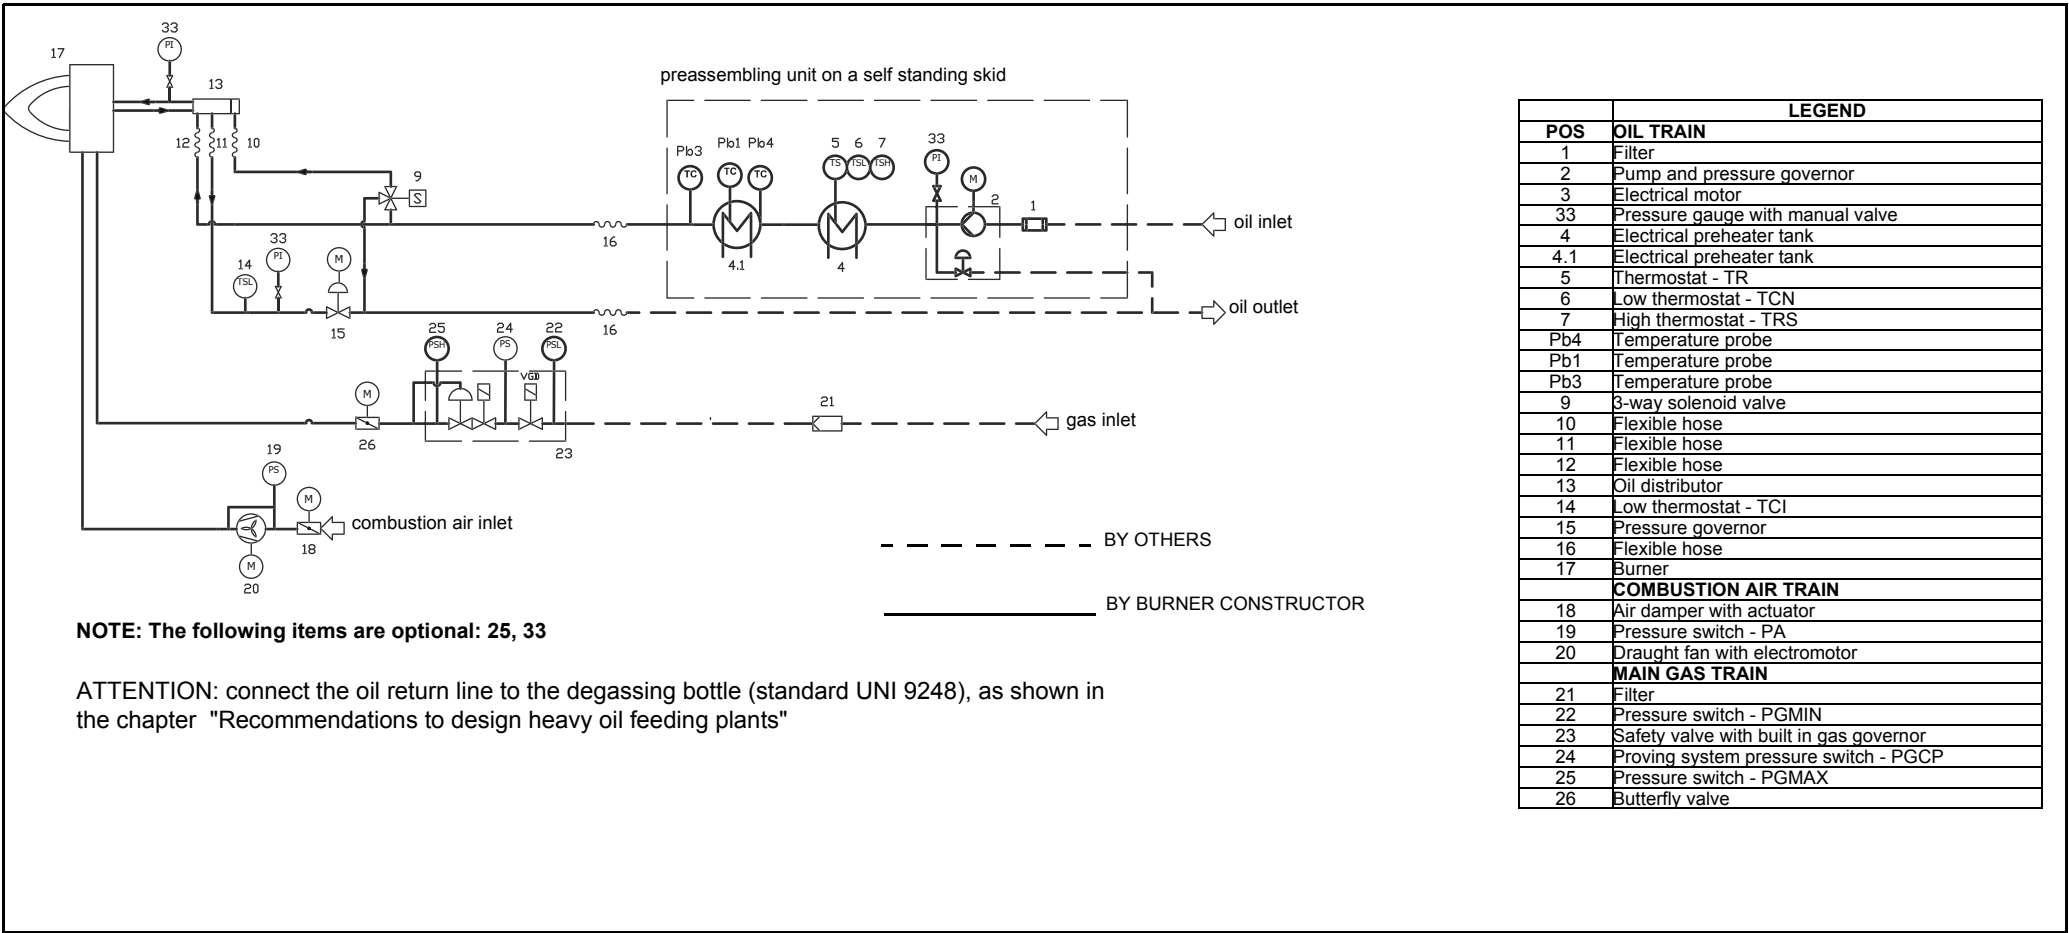 33
17
PI
13
preassembling unit on a self standing skid
12
11
10
Pb3
Pb1
Pb4
5
6
7
33
TC
TC
TC
TS
TSL
TSH
PI
M
9
S
2
1
oil inlet
16
4.1
4
33
14
PI
M
TSL
15
16
oil outlet
25
24
22
PSH
PS
PSL
VGD
M
21
gas inlet
26
23
19
PS
M
combustion air inlet
18
M
20
BY OTHERS
BY BURNER CONSTRUCTOR
NOTE: The following items are optional: 25, 33
ATTENTION: connect the oil return line to the degassing bottle (standard UNI 9248), as shown in
the chapter "Recommendations to design heavy oil feeding plants"
LEGEND
POS OIL TRAIN
1 Filter
2 Pump and pressure governor
3 Electrical motor
33 Pressure gauge with manual valve
4 Electrical preheater tank
4.1 Electrical preheater tank
5 Thermostat - TR
6 Low thermostat - TCN
7 High thermostat - TRS
Pb4 Temperature probe
Pb1 Temperature probe
Pb3 Temperature probe
9 3-way solenoid valve
10 Flexible hose
11 Flexible hose
12 Flexible hose
13 Oil distributor
14 Low thermostat - TCI
15 Pressure governor
16 Flexible hose
17 Burner
COMBUSTION AIR TRAIN
18 Air damper with actuator
19 Pressure switch - PA
20 Draught fan with electromotor
MAIN GAS TRAIN
21 Filter
22 Pressure switch - PGMIN
23 Safety valve with built in gas governor
24 Proving system pressure switch - PGCP
25 Pressure switch - PGMAX
26 Butterfly valve